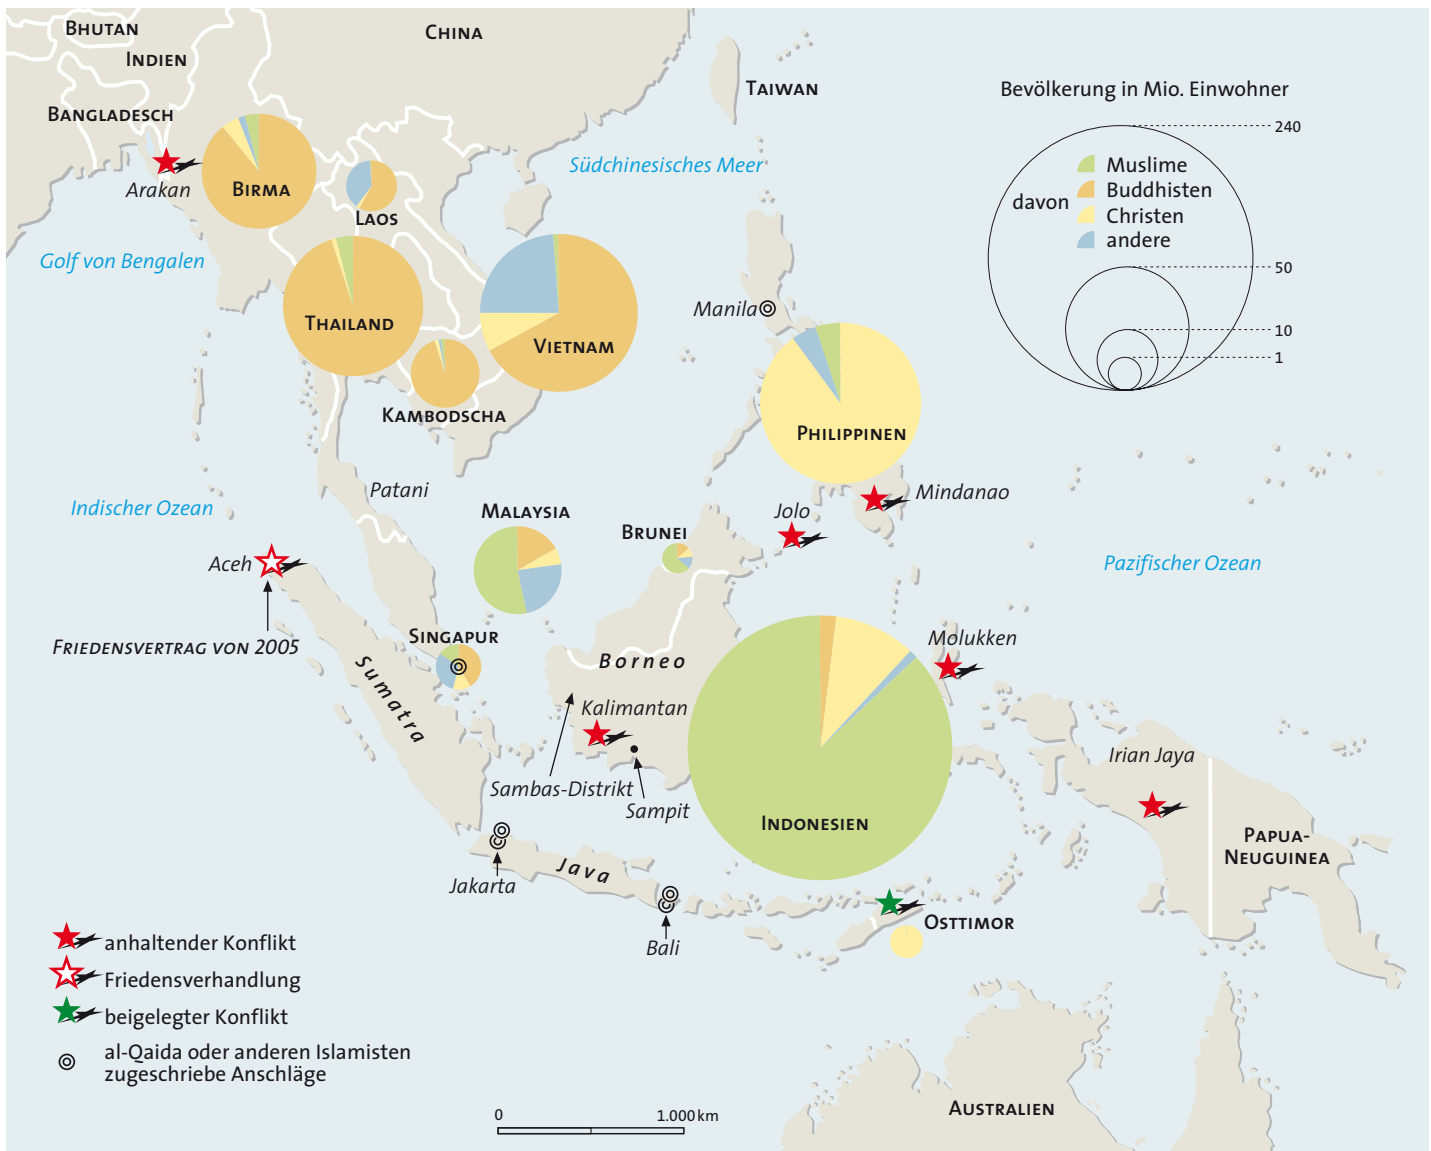 BHUTAN
INDIEN
CHINA
BANGLADESCH
TAIWAN
Arakan
BIRMA
LAOS
Südchinesisches Meer
Golf von Bengalen
THAILAND
VIETNAM
KAMBODSCHA
Manila
PHILIPPINEN
Bevölkerung in Mio. Einwohner
240
davon
Muslime
Buddhisten
Christen
andere
50
10
1
Indischer Ozean
Patani
MALAYSIA
BRUNEI
Jolo
Mindanao
Aceh
Pazifischer Ozean
FRIEDENSVERTRAG VON 2005
SINGAPUR
Sumatra
Borneo
Kalimantan
Molukken
Sambas-Distrikt
Sampit
INDONESIEN
Irian Jaya
PAPUA-
NEUGUINEA
Jakarta
Java
Bali
OSTTIMOR
anhaltender Konflikt
Friedensverhandlung
beigelegter Konflikt
al-Qaida oder anderen Islamisten
zugeschriebe Anschläge
0
1.000 km
AUSTRALIEN